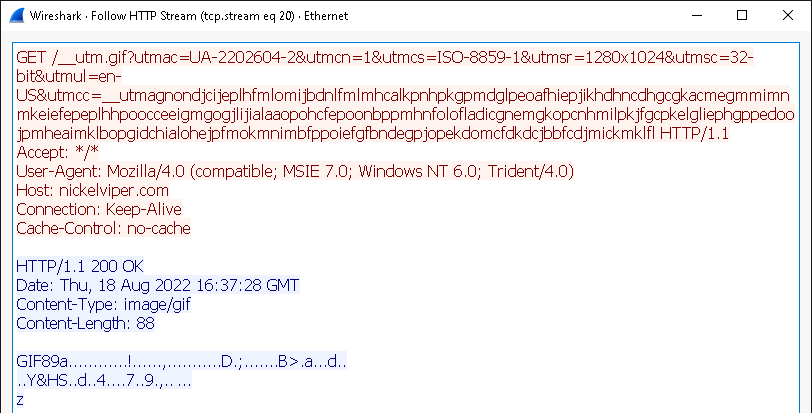 Wireshark · Follow HTTP Stream (tcp.stream eq 20) · Ethernet
GET /__utm.gif?utmac=UA-2202604-2&utmcn=1&utmcs=ISO-8859-1&utmsr=1280x1024&utmsc=32-
bit&utmul=en-
US&utmcc=__utmagnondjcijeplhfmlomijbdnlfmlmhcalkpnhpkgpmdglpeoafhiepjikhdhncdhgcgkacmegmmimn
mkeiefepeplhhpoocceeigmgogjlijialaaopohcfepoonbppmhnfolofladicgnemgkopcnhmilpkjfgcpkelgliephgppedoo
jpmheaimklbopgidchialohejpfmokmnimbfppoiefgfbndegpjopekdomcfdkdcjbbfcdjmickmklfl HTTP/1.1
Accept: */*
User-Agent: Mozilla/4.0 (compatible; MSIE 7.0; Windows NT 6.0; Trident/4.0)
Host: nickelviper.com
Connection: Keep-Alive
Cache-Control: no-cache
HTTP/1.1 200 OK
Date: Thu, 18 Aug 2022 16:37:28 GMT
Content-Type: image/gif
Content-Length: 88
GIF89a............!......,...........D.;.......B>.a...d..
..Y&HS..d..4....7..9.,.. ...
z